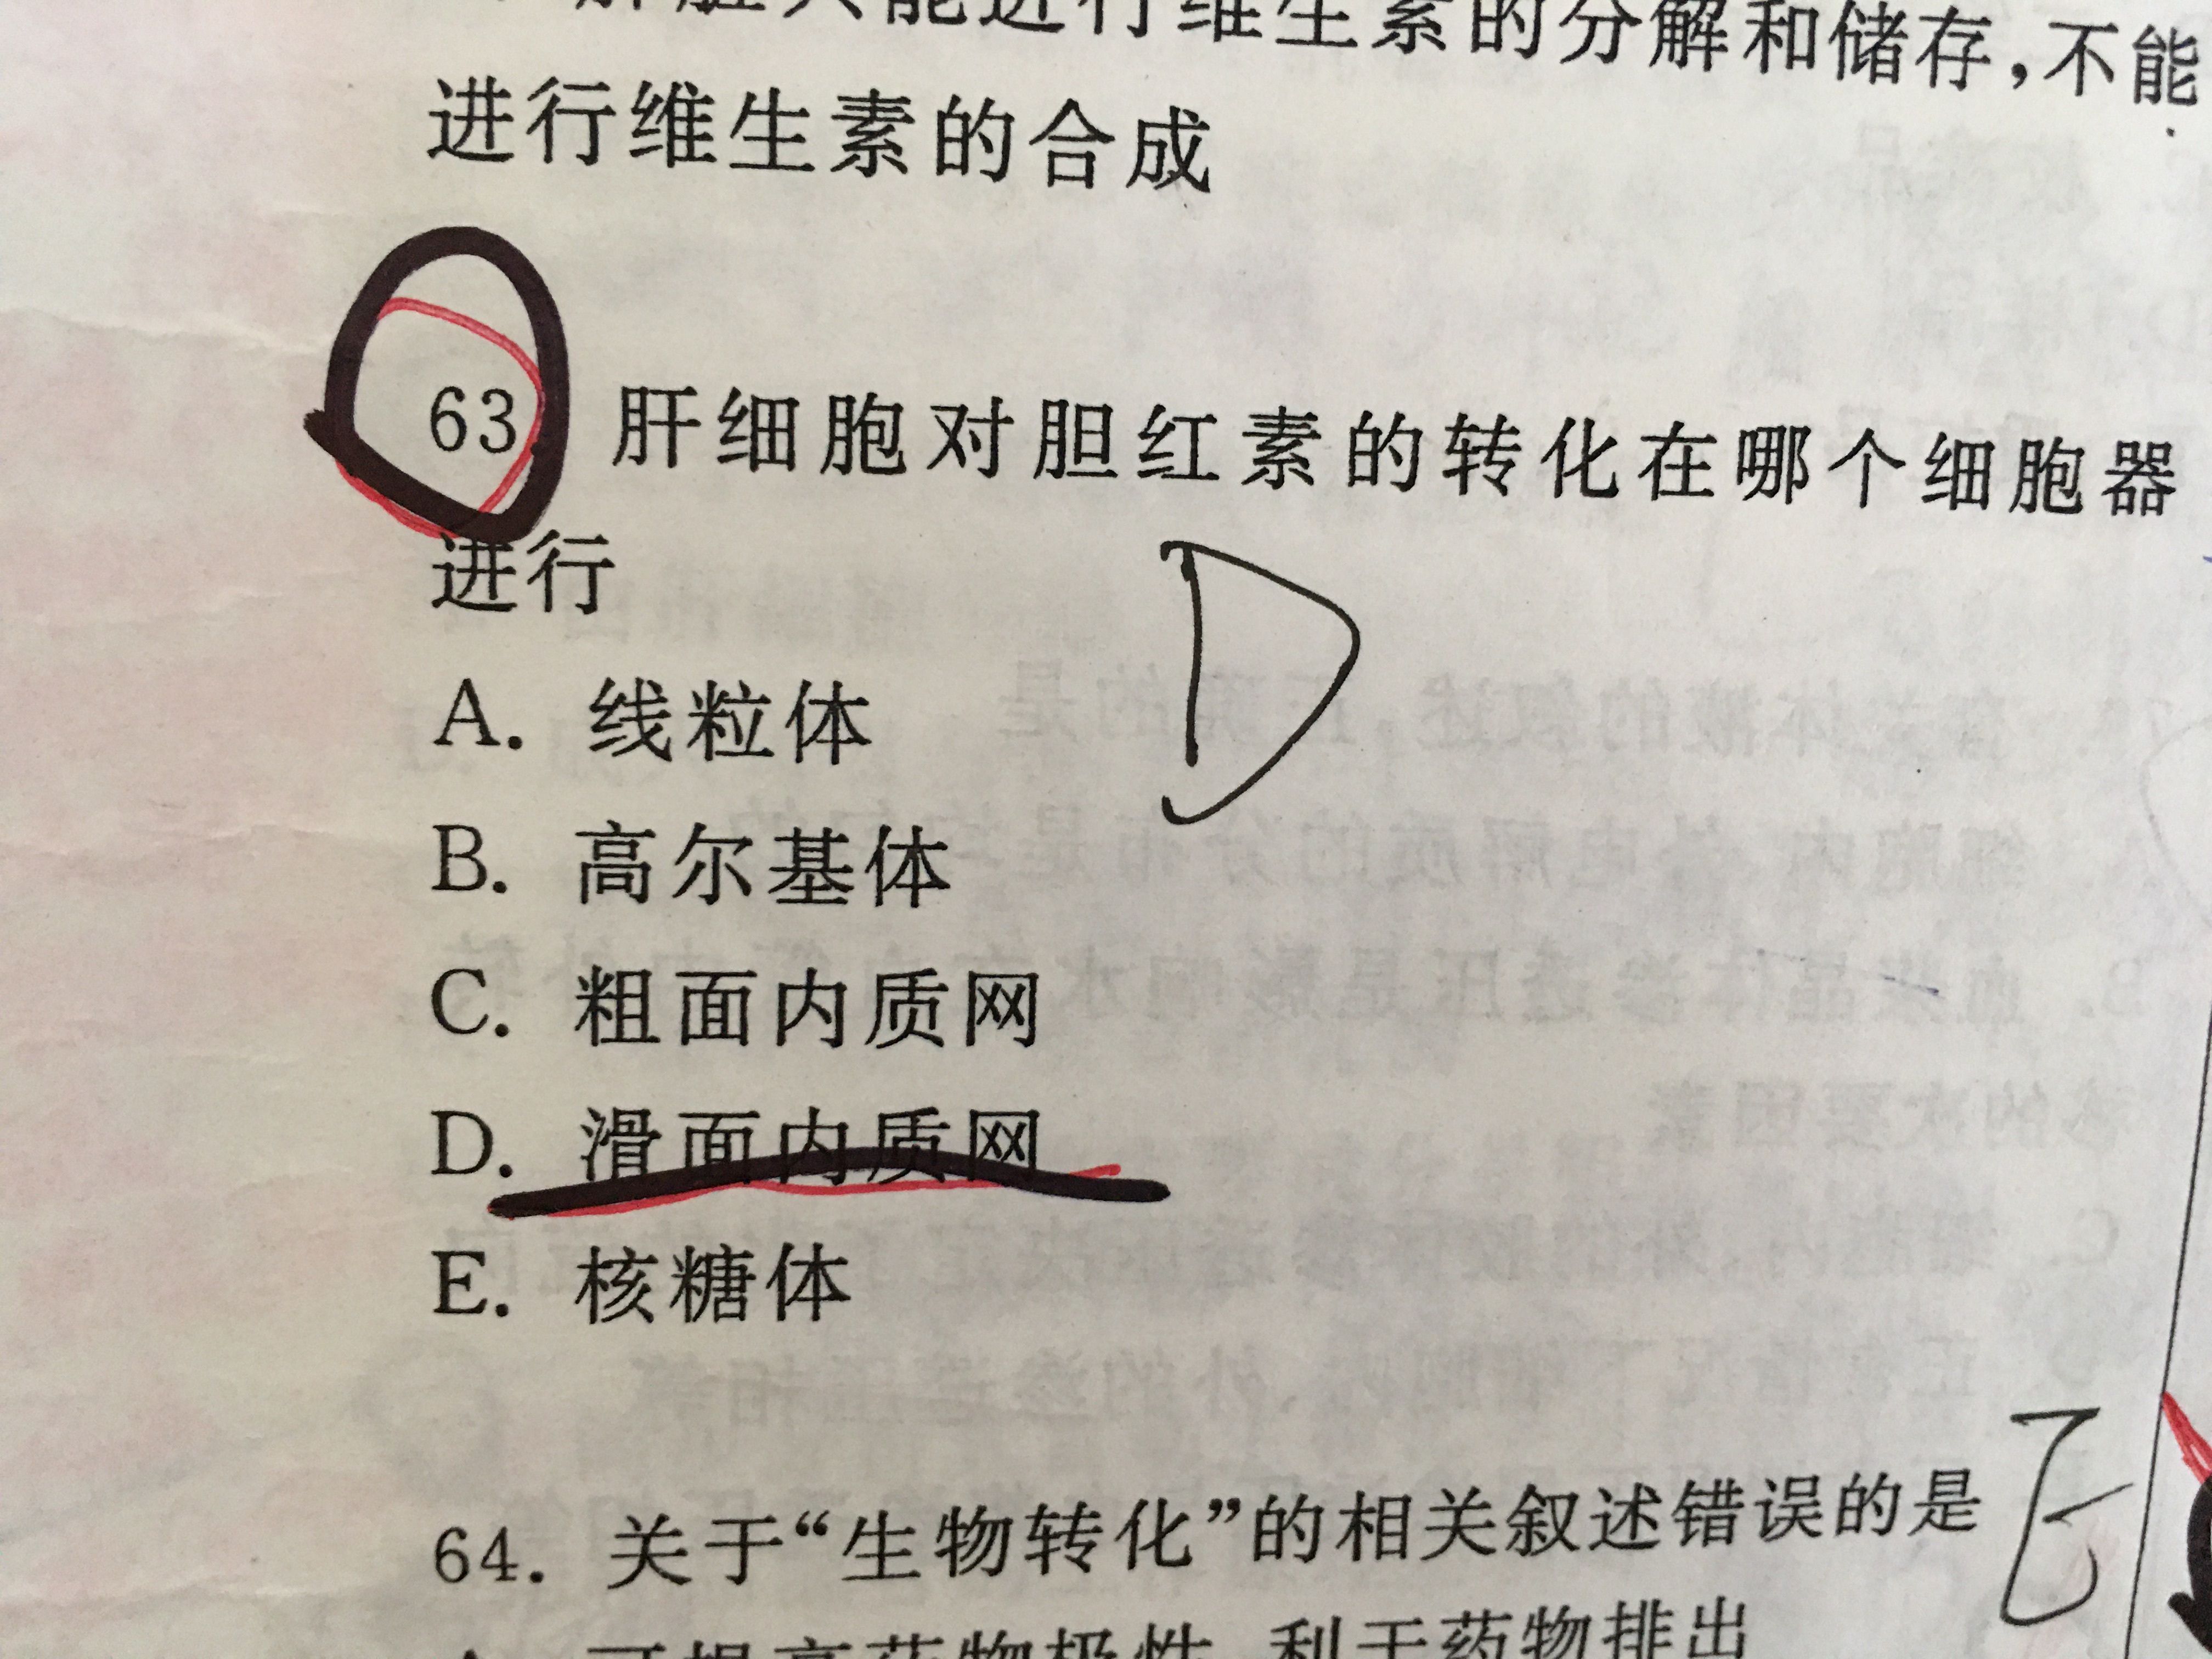 进行维生素的合成
63 肝细胞对胆红素的转化在哪个细胞器
进行
D
A. 线粒体
B. 高尔基体
C. 粗面内质网
D. 滑面内质网
E. 核糖体
64. 关于“生物转化”的相关叙述错误的是